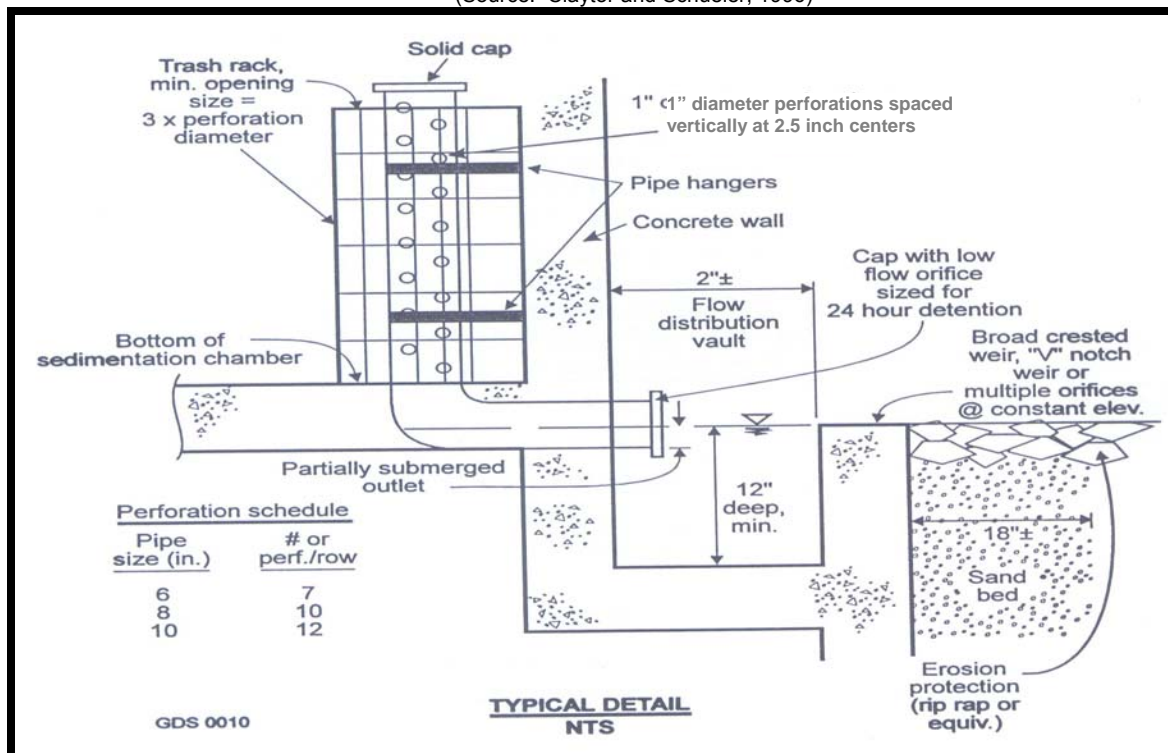 Solid cap
Trash rack,
min. opening
size =
3 x perforation
diameter
1" 1” diameter perforations spaced
vertically at 2.5 inch centers
Pipe hangers
Concrete wall
Cap with low
flow orifice
sized for
24 hour detention
2"±
Flow
distribution
vault
Broad crested
weir, "V" notch
weir or
multiple orifices
@ constant elev.
Bottom of
sedimentation chamber
Partially submerged
outlet
12"
deep,
min.
18"±
Sand
bed
Perforation schedule
Pipe
size (in.)
# or
perf./row
6 7
8 10
10 12
Erosion
protection
(rip rap or
equiv.)
TYPICAL DETAIL
NTS
GDS 0010